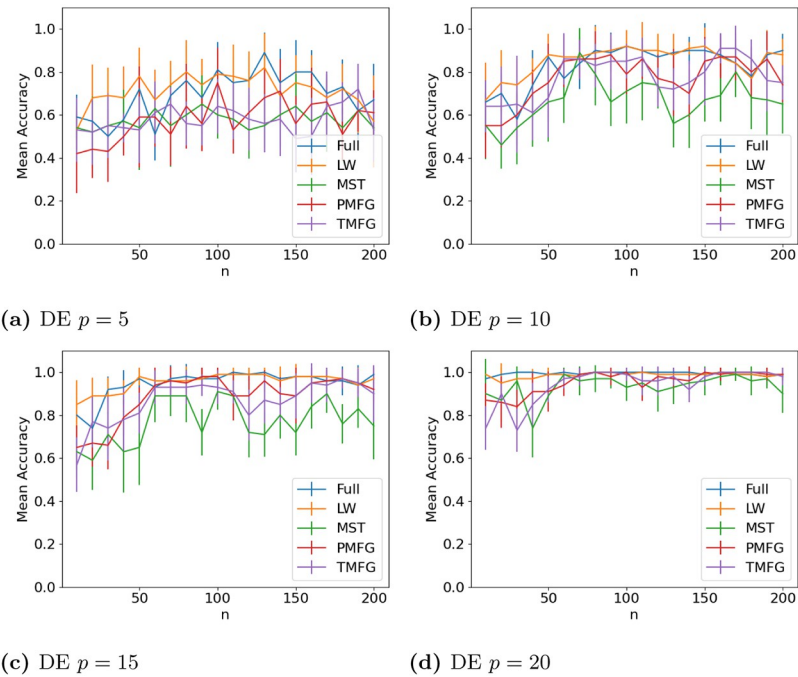 1.0
0.8
0.6
0.4
0.2
0.0
Mean Accuracy
50 100 150 200
n
Full
LW
MST
PMFG
TMFG
1.0
0.8
0.6
0.4
0.2
0.0
Mean Accuracy
50 100 150 200
n
Full
LW
MST
PMFG
TMFG
(a) DE p = 5
(b) DE p = 10
1.0
0.8
0.6
0.4
0.2
0.0
Mean Accuracy
50 100 150 200
n
Full
LW
MST
PMFG
TMFG
1.0
0.8
0.6
0.4
0.2
0.0
Mean Accuracy
50 100 150 200
n
Full
LW
MST
PMFG
TMFG
(c) DE p = 15
(d) DE p = 20